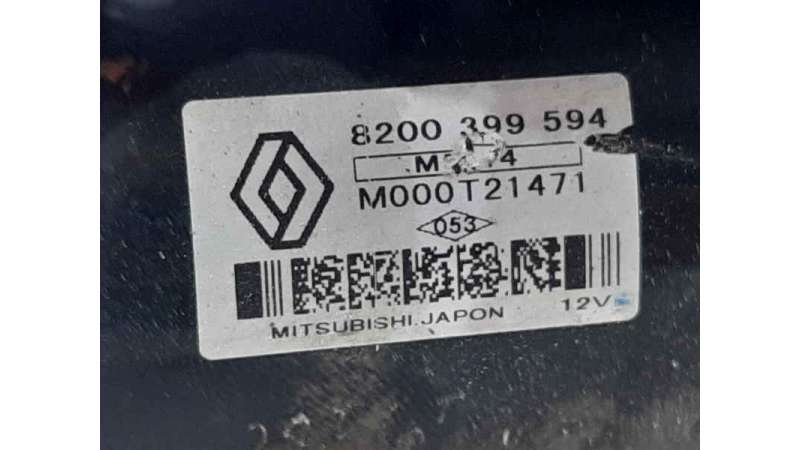 8200 399 594
M000T21471
053
MITSUBISHI.JAPON 12V